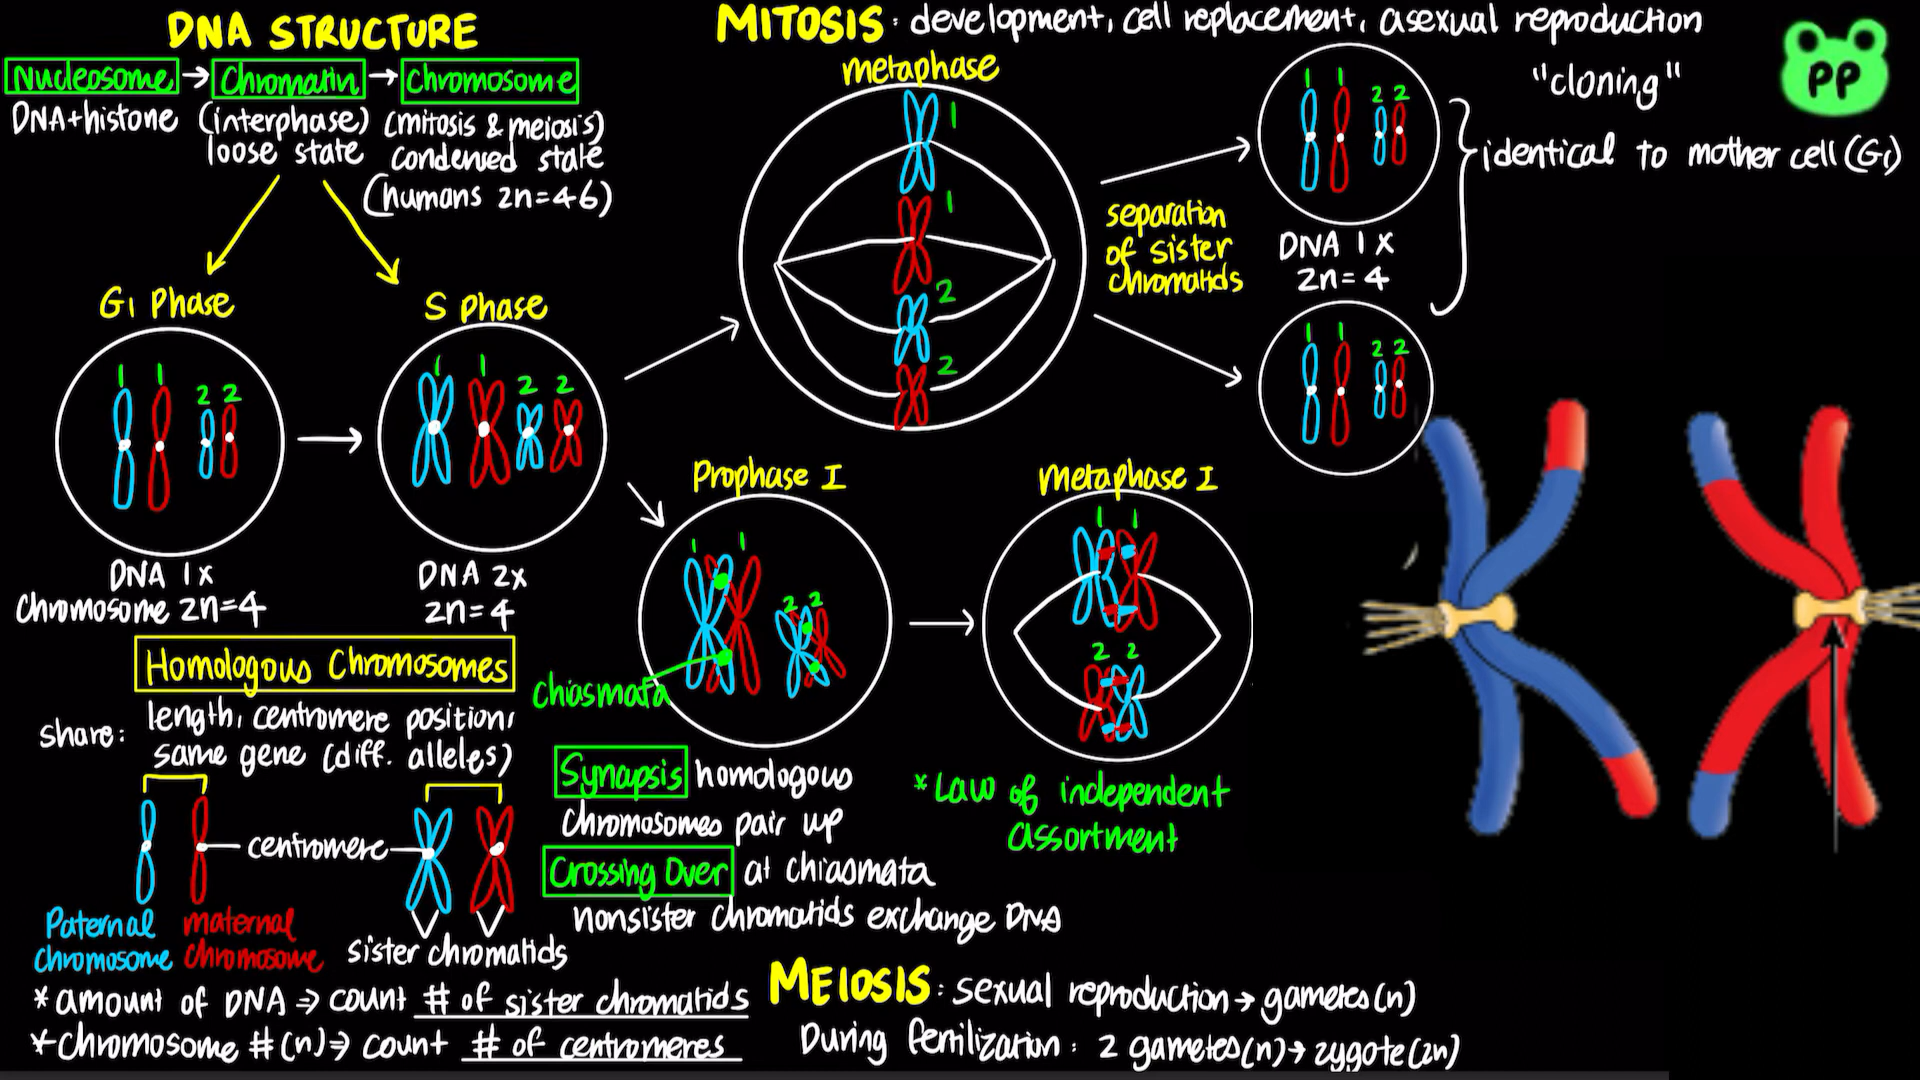 DNA STRUCTURE
Nucleosome → Chromatin → Chromosome
DNA+histone
(interphase)
loose state
(mitosis & meiosis)
condensed state
(humans 2n=46)
G1 Phase
S Phase
1 1 2 2
1 1 2 2
DNA 1x
Chromosome 2n=4
DNA 2x
2n=4
Homologous Chromosomes
share:
length, centromere position,
same gene (diff. alleles)
centromere
Paternal
chromosome
maternal
chromosome
sister chromatids
*amount of DNA ⇒ count # of sister chromatids
*chromosome #(n) ⇒ count # of centromeres
MITOSIS: development, cell replacement, asexual reproduction
"cloning"
PP
metaphase
1
1
2
2
separation
of sister
chromatids
1 1 2 2
DNA 1x
2n=4
1 1 2 2
identical to mother cell (G1)
Prophase I
1 1
2 2
chiasmata
Metaphase I
1 1
2 2
Synapsis homologous
chromosomes pair up
Crossing Over at chiasmata
nonsister chromatids exchange DNA
*Law of independent
assortment
MEIOSIS: sexual reproduction → gametes(n)
During fertilization: 2 gametes(n) → zygote(2n)